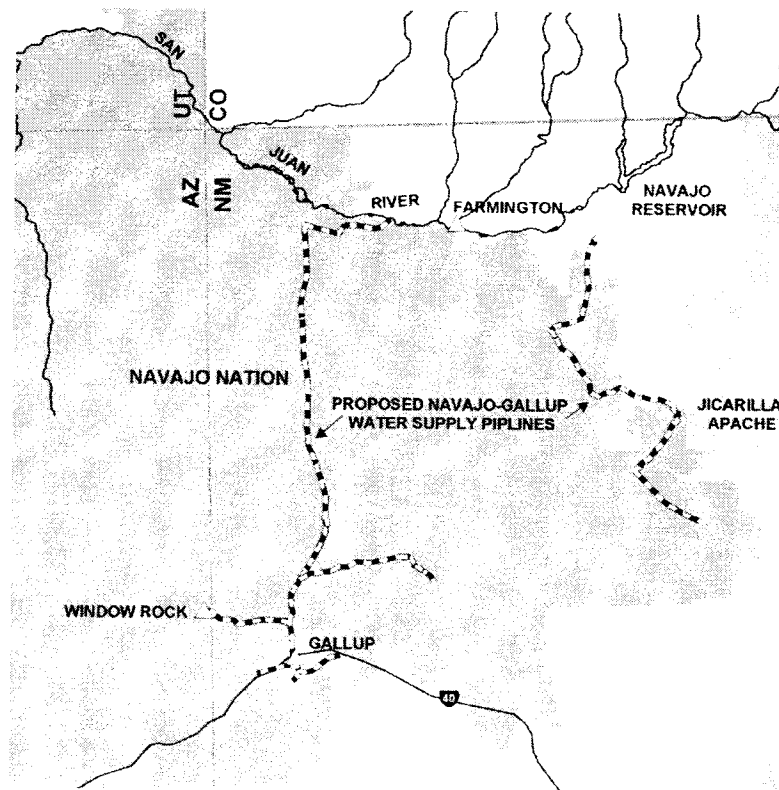 SAN
UT
CO
JUAN
AZ
NM
RIVER
FARMINGTON
NAVAJO
RESERVOIR
NAVAJO NATION
PROPOSED NAVAJO-GALLUP
WATER SUPPLY PIPLINES
JICARILLA
APACHE
WINDOW ROCK
GALLUP
40